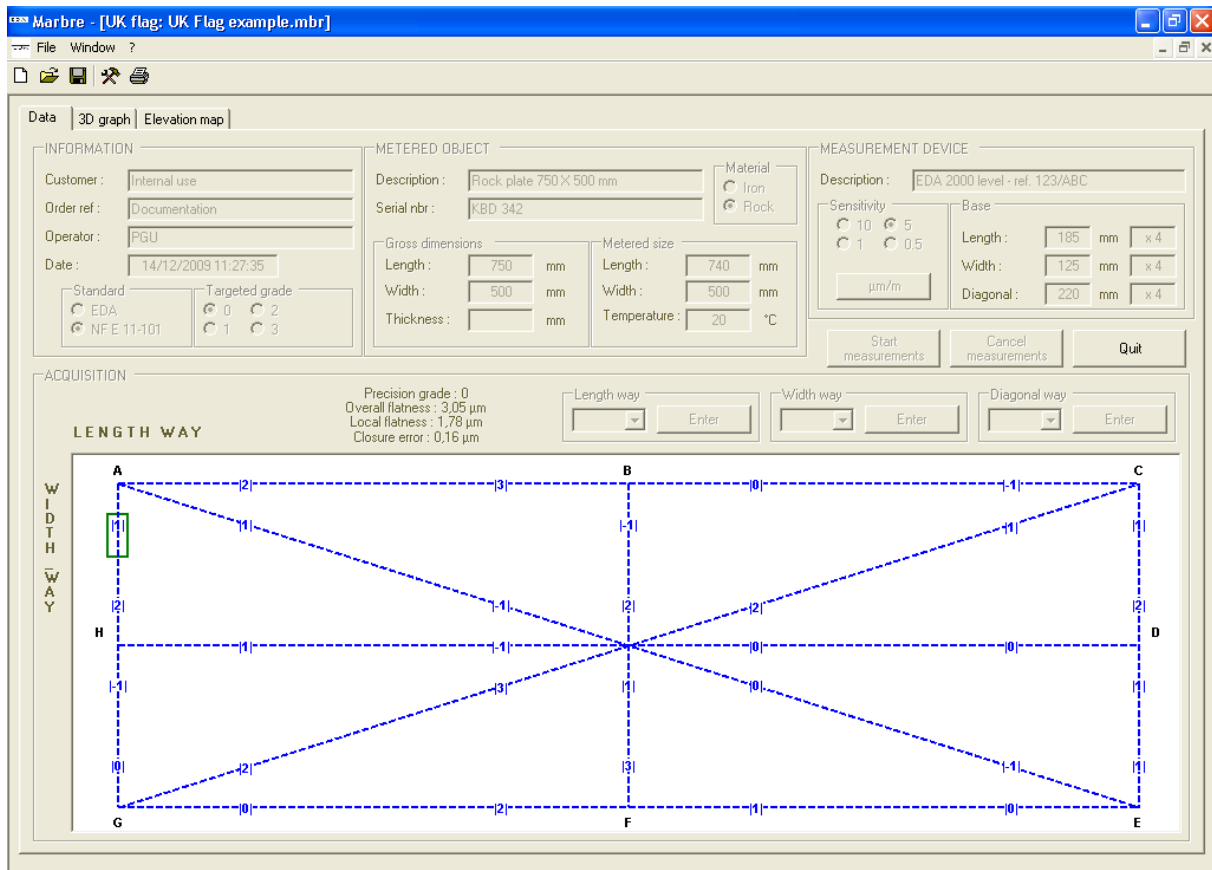 Marbre - [UK flag: UK Flag example.mbr]
File Window ?
Data 3D graph Elevation map
INFORMATION
Customer : Internal use
Order ref : Documentation
Operator : PGU
Date : 14/12/2009 11:27:35
Standard
EDA
NF E 11-101
Targeted grade
0 2
1 3
METERED OBJECT
Description : Rock plate 750 X 500 mm
Serial nbr : KBD 342
Material
Iron
Rock
Gross dimensions
Length : 750 mm
Width : 500 mm
Thickness : mm
Metered size
Length : 740 mm
Width : 500 mm
Temperature : 20 °C
MEASUREMENT DEVICE
Description : EDA 2000 level - ref. 123/ABC
Sensitivity
10 5
1 0.5
µm/m
Base
Length : 185 mm x 4
Width : 125 mm x 4
Diagonal : 220 mm x 4
Start measurements
Cancel measurements
Quit
ACQUISITION
Precision grade : 0
Overall flatness : 3,05 µm
Local flatness : 1,78 µm
Closure error : 0,16 µm
Length way
Enter
Width way
Enter
Diagonal way
Enter
LENGTH WAY
WIDTH WAY
A B C
|2| |3| |0| |-1|
|1| |1| |-1| |1| |1|
|2| |-1| |2| |2| |2|
H D
|1| |-1| |0| |0|
|-1| |3| |1| |0| |1|
|0| |2| |3| |-1| |1|
|0| |2| |1| |0|
G F E